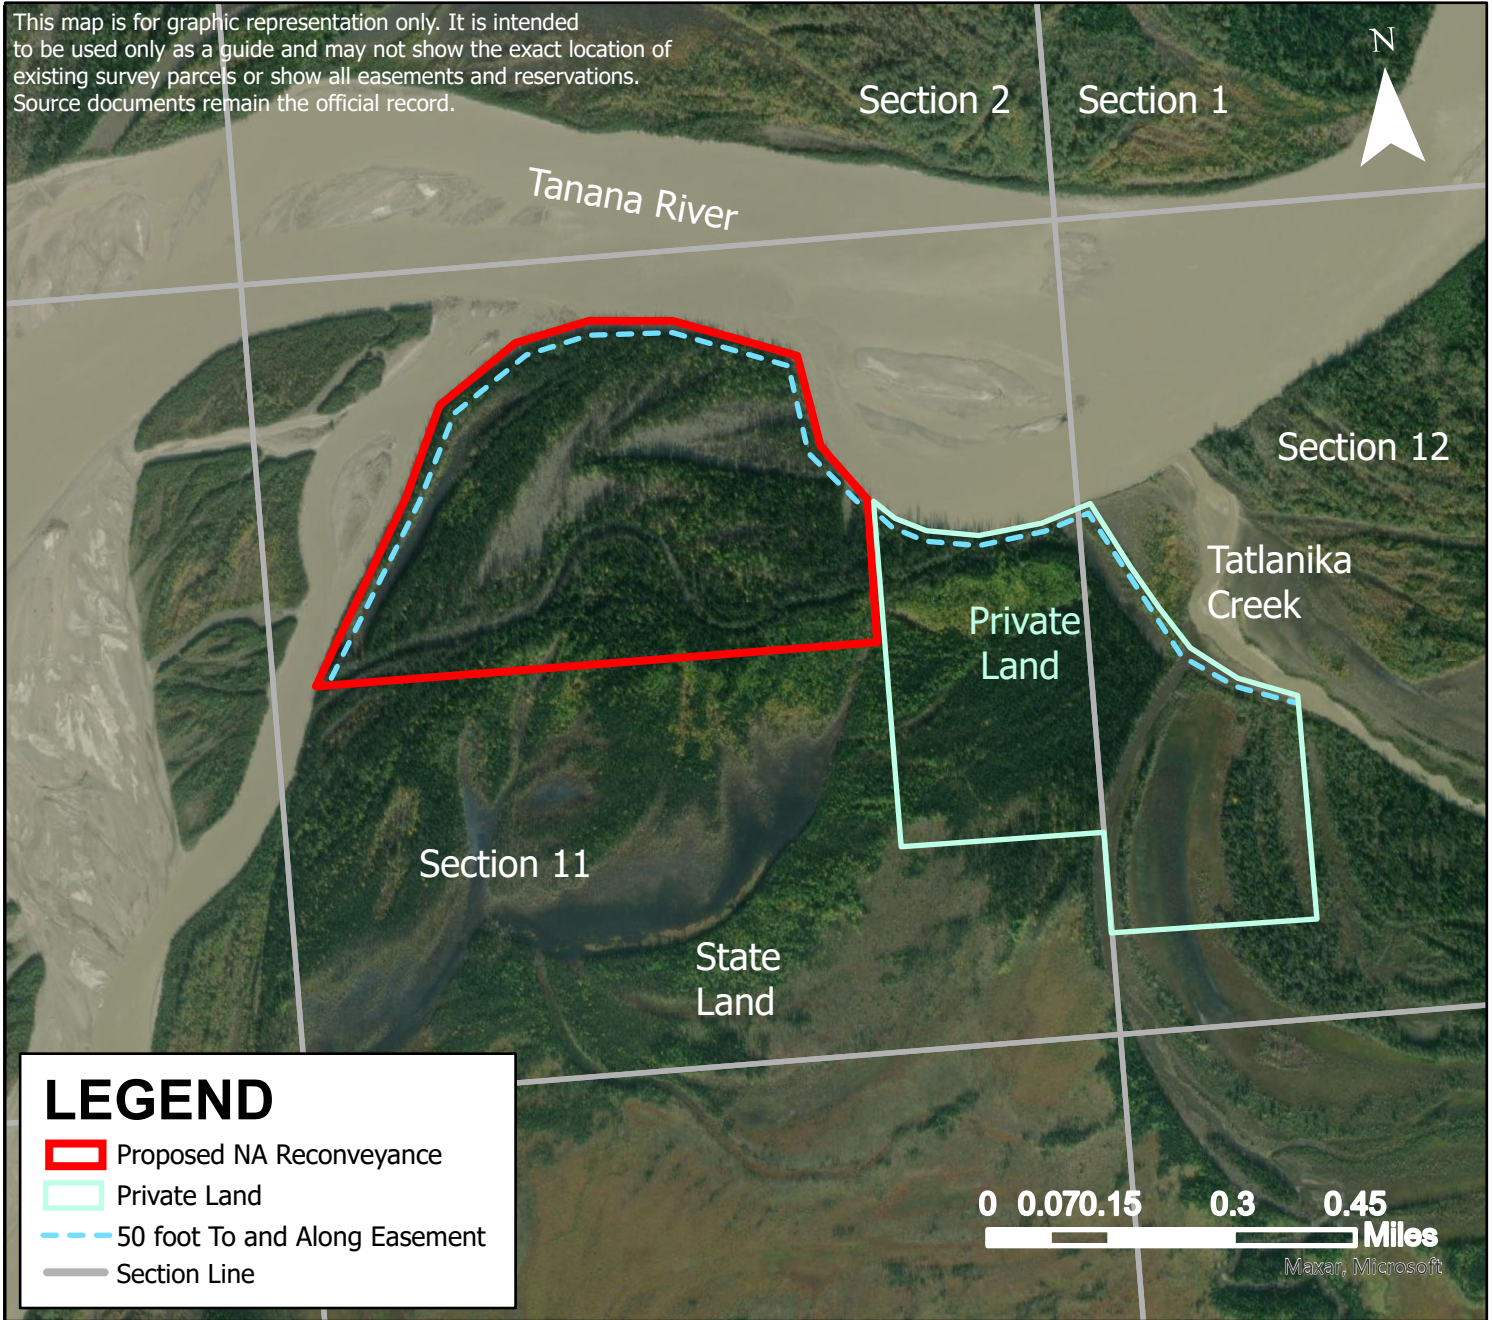 This map is for graphic representation only. It is intended
to be used only as a guide and may not show the exact location of
existing survey parcels or show all easements and reservations.
Source documents remain the official record.
N
Section 2
Section 1
Tanana River
Section 12
Tatlanika
Creek
Private
Land
Section 11
State
Land
LEGEND
Proposed NA Reconveyance
Private Land
50 foot To and Along Easement
Section Line
0 0.070.15 0.3 0.45
Miles
Maxar, Microsoft